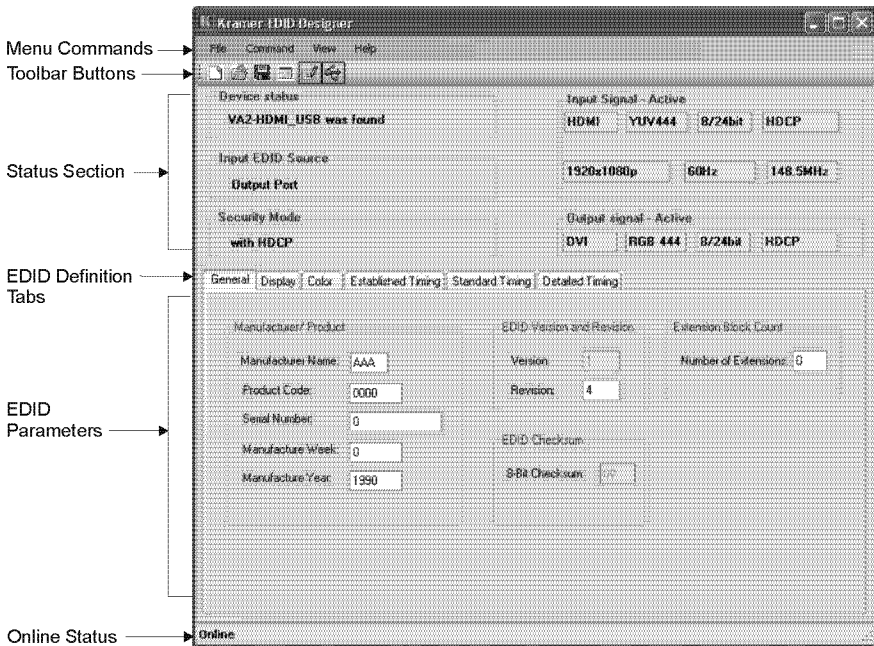 Kramer EDID Designer
Menu Commands
File Command View Help
Toolbar Buttons
Status Section
Device status
VA2-HDMI_USB was found
Input Signal - Active
HDMI YUV444 8/24bit HDCP
Input EDID Source
Output Port
1920x1080p 60Hz 148.5MHz
Security Mode
with HDCP
Output signal - Active
DVI RGB 444 8/24bit HDCP
EDID Definition
Tabs
General Display Color Established Timing Standard Timing Detailed Timing
EDID
Parameters
Manufacturer/ Product
Manufacturer Name: AAA
Product Code: 0000
Serial Number: 0
Manufacture Week: 0
Manufacture Year: 1990
EDID Version and Revision
Version: 1
Revision: 4
EDID Checksum
8-Bit Checksum:
Extension Block Count
Number of Extensions: 0
Online Status
Online